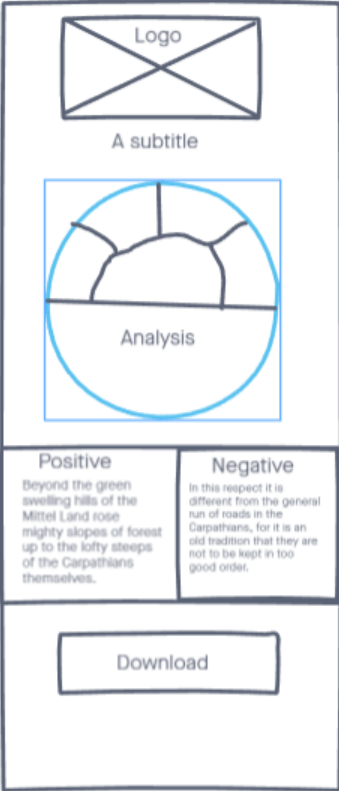 Logo
A subtitle
Analysis
Positive
Beyond the green
swelling hills of the
Mittel Land rose
mighty slopes of forest
up to the lofty steeps
of the Carpathians
themselves.
Negative
In this respect it is
different from the general
run of roads in the
Carpathians, for it is an
old tradition that they are
not to be kept in too
good order.
Download